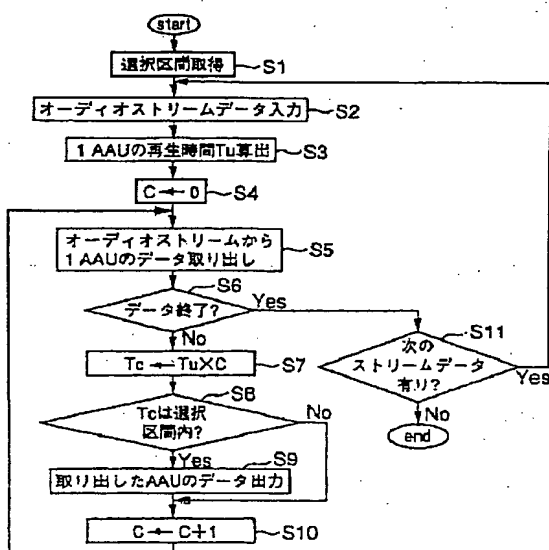 start
選択区間取得
S1
オーディオストリームデータ入力
S2
1 AAUの再生時間Tu算出
S3
C ← 0
S4
オーディオストリームから
1 AAUのデータ取り出し
S5
データ終了?
S6
Yes
No
Tc ← Tu×C
S7
Tcは選択
区間内?
S8
No
Yes
取り出したAAUのデータ出力
S9
C ← C+1
S10
次の
ストリームデータ
有り?
S11
Yes
No
end